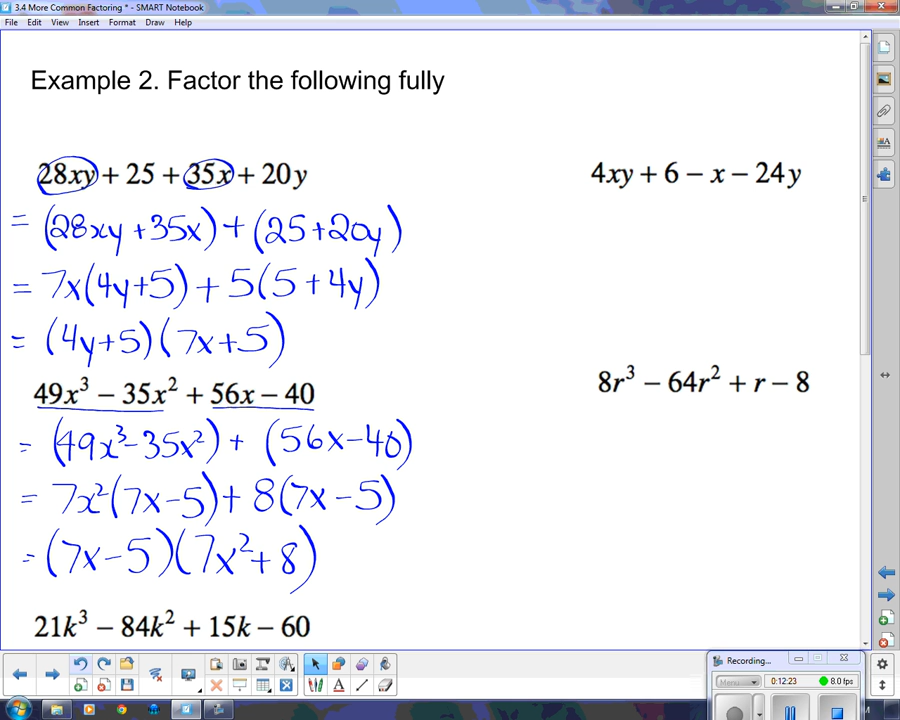 3.4 More Common Factoring * - SMART Notebook
File Edit View Insert Format Draw Help
Example 2. Factor the following fully
28xy + 25 + 35x + 20y
= (28xy + 35x) + (25 + 20y)
= 7x(4y+5) + 5(5 + 4y)
= (4y+5)(7x+5)
49x³ − 35x² + 56x − 40
= (49x³ − 35x²) + (56x − 40)
= 7x²(7x − 5) + 8(7x − 5)
= (7x − 5)(7x² + 8)
21k³ − 84k² + 15k − 60
4xy + 6 − x − 24y
8r³ − 64r² + r − 8
Recording...
Menu
0:12:23
8.0 fps